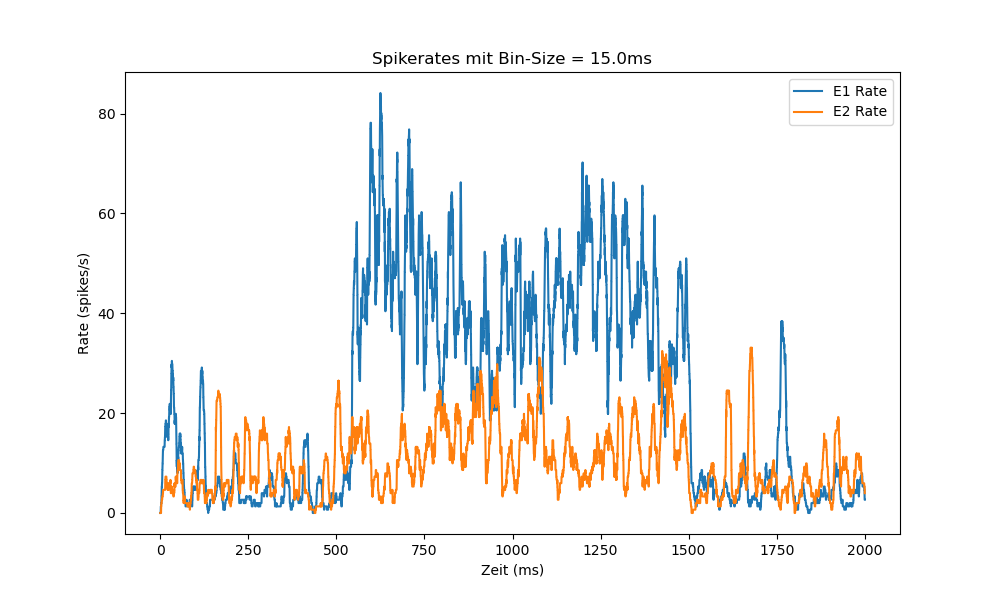 Spikerates mit Bin-Size = 15.0ms
E1 Rate
E2 Rate
Rate (spikes/s)
80
60
40
20
0
0 250 500 750 1000 1250 1500 1750 2000
Zeit (ms)